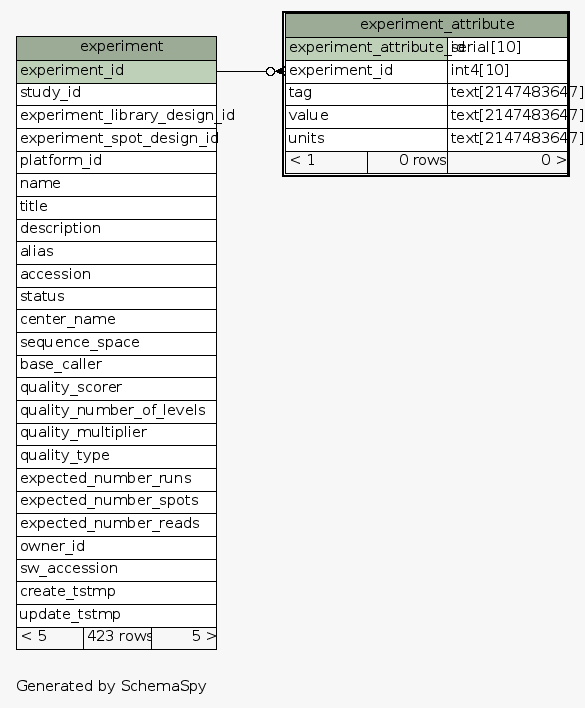 experiment
experiment_id
study_id
experiment_library_design_id
experiment_spot_design_id
platform_id
name
title
description
alias
accession
status
center_name
sequence_space
base_caller
quality_scorer
quality_number_of_levels
quality_multiplier
quality_type
expected_number_runs
expected_number_spots
expected_number_reads
owner_id
sw_accession
create_tstmp
update_tstmp
< 5 423 rows 5 >
experiment_attribute
experiment_attribute_id serial[10]
experiment_id int4[10]
tag text[2147483647]
value text[2147483647]
units text[2147483647]
< 1 0 rows 0 >
Generated by SchemaSpy